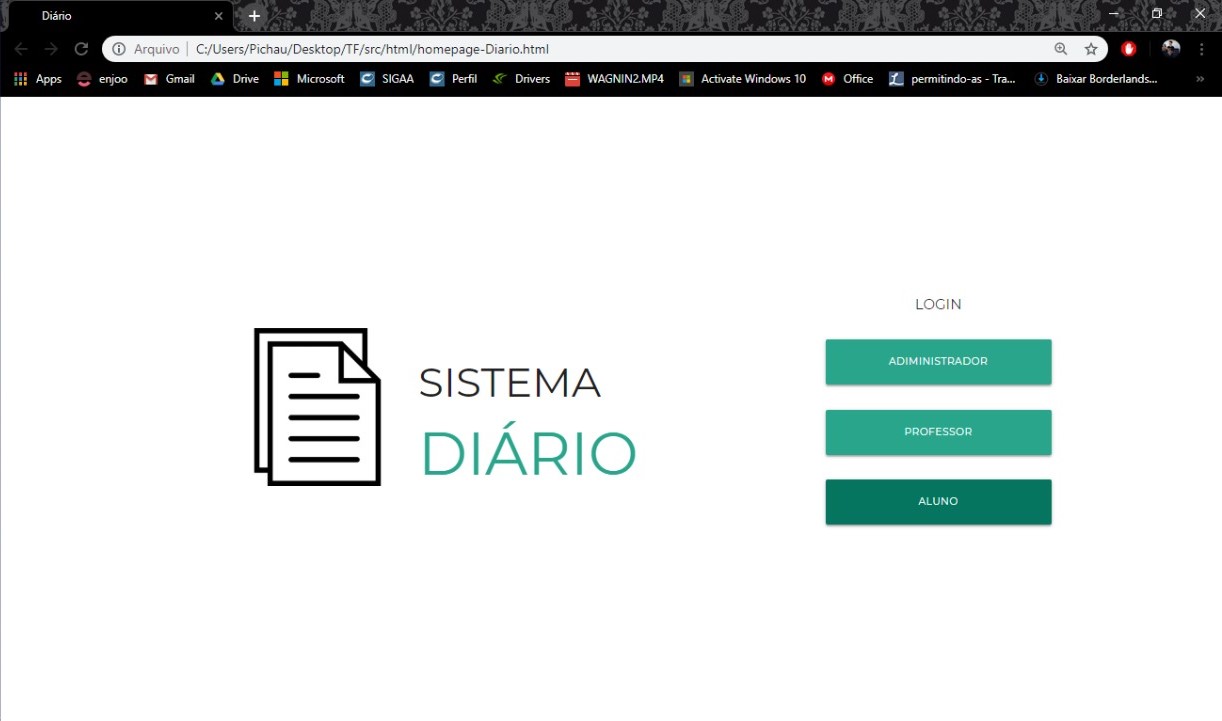 Diário
Arquivo C:/Users/Pichau/Desktop/TF/src/html/homepage-Diario.html
Apps enjoo Gmail Drive Microsoft SIGAA Perfil Drivers WAGNIN2.MP4 Activate Windows 10 Office permitindo-as - Tra... Baixar Borderlands...
SISTEMA
DIÁRIO
LOGIN
ADIMINISTRADOR
PROFESSOR
ALUNO